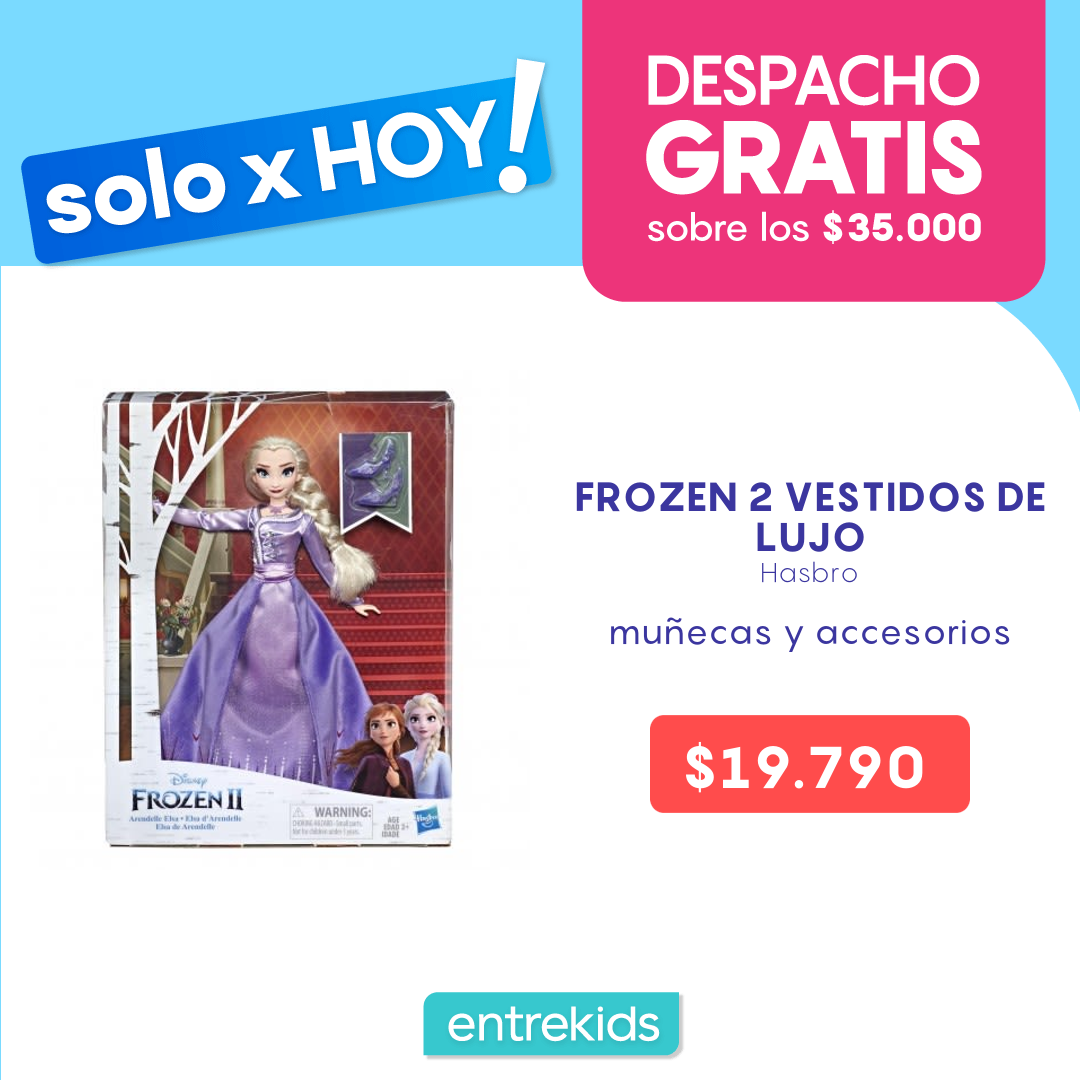 solo x HOY!
DESPACHO
GRATIS
sobre los $35.000
FROZEN 2 VESTIDOS DE
LUJO
Hasbro
muñecas y accesorios
$19.790
Disney
FROZEN II
Arendelle Elsa • Elsa d'Arendelle
Elsa de Arendelle
WARNING:
CHOKING HAZARD - Small parts.
Not for children under 3 years.
AGE
EDAD 3+
IDADE
Hasbro
entrekids